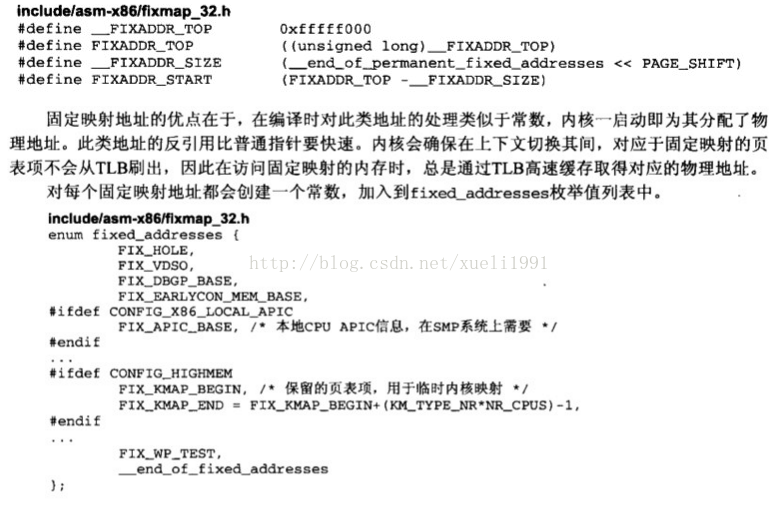 include/asm-x86/fixmap_32.h
#define __FIXADDR_TOP 0xfffff000
#define FIXADDR_TOP ((unsigned long)__FIXADDR_TOP)
#define __FIXADDR_SIZE (__end_of_permanent_fixed_addresses << PAGE_SHIFT)
#define FIXADDR_START (FIXADDR_TOP -__FIXADDR_SIZE)
固定映射地址的优点在于，在编译时对此类地址的处理类似于常数，内核一启动即为其分配了物
理地址。此类地址的反引用比普通指针要快速。内核会确保在上下文切换其间，对应于固定映射的页
表项不会从TLB刷出，因此在访问固定映射的内存时，总是通过TLB高速缓存取得对应的物理地址。
对每个固定映射地址都会创建一个常数，加入到fixed_addresses枚举值列表中。
include/asm-x86/fixmap_32.h
enum fixed_addresses {
FIX_HOLE,
FIX_VDSO,
FIX_DBGP_BASE,
FIX_EARLYCON_MEM_BASE,
http://blog.csdn.net/xueli1991
#ifdef CONFIG_X86_LOCAL_APIC
FIX_APIC_BASE, /* 本地CPU APIC信息，在SMP系统上需要 */
#endif
...
#ifdef CONFIG_HIGHMEM
FIX_KMAP_BEGIN, /* 保留的页表项，用于临时内核映射 */
FIX_KMAP_END = FIX_KMAP_BEGIN+(KM_TYPE_NR*NR_CPUS)-1,
#endif
...
FIX_WP_TEST,
__end_of_fixed_addresses
};